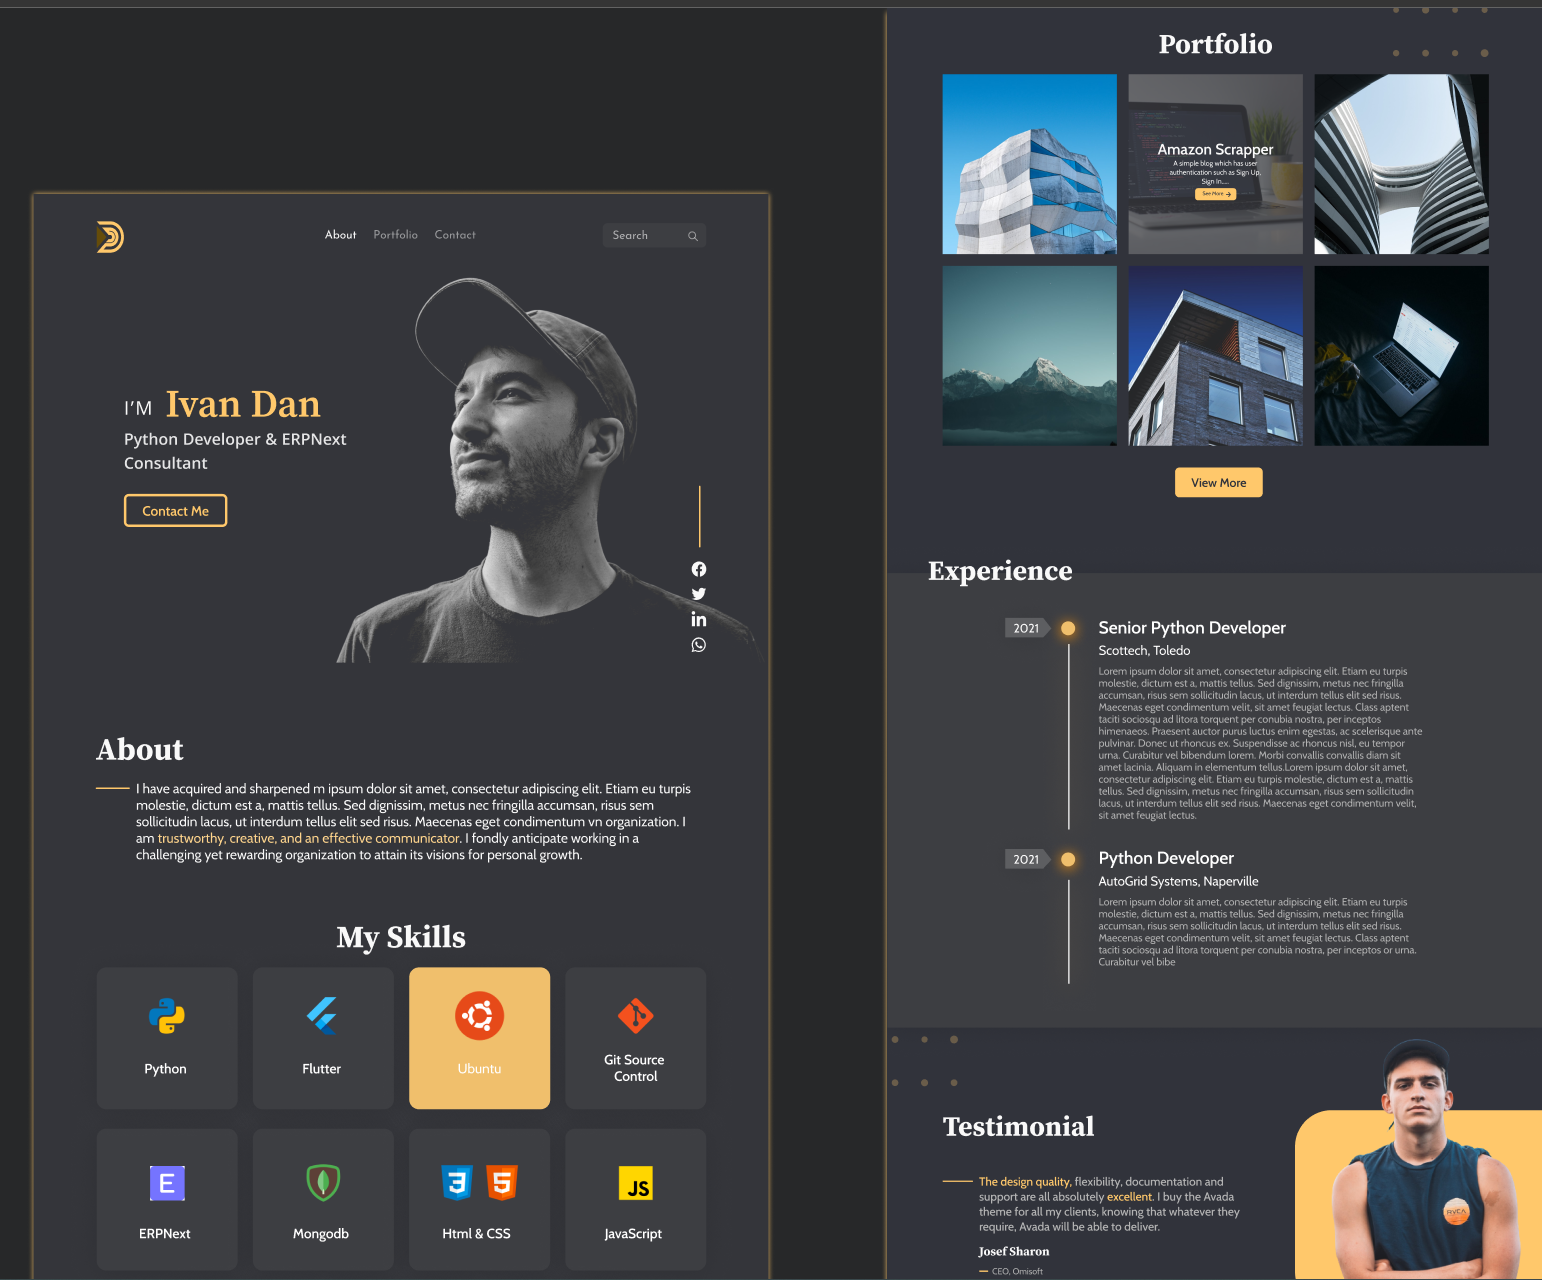 About Portfolio Contact
Search
I'M Ivan Dan
Python Developer & ERPNext
Consultant
Contact Me
About
I have acquired and sharpened m ipsum dolor sit amet, consectetur adipiscing elit. Etiam eu turpis
molestie, dictum est a, mattis tellus. Sed dignissim, metus nec fringilla accumsan, risus sem
sollicitudin lacus, ut interdum tellus elit sed risus. Maecenas eget condimentum vn organization. I
am trustworthy, creative, and an effective communicator. I fondly anticipate working in a
challenging yet rewarding organization to attain its visions for personal growth.
My Skills
Python
Flutter
Ubuntu
Git Source
Control
E
ERPNext
Mongodb
3 5
Html & CSS
JS
JavaScript
Portfolio
Amazon Scrapper
A simple blog which has user
authentication such as Sign Up,
Sign In....
See More
View More
Experience
2021
Senior Python Developer
Scottech, Toledo
Lorem ipsum dolor sit amet, consectetur adipiscing elit. Etiam eu turpis
molestie, dictum est a, mattis tellus. Sed dignissim, metus nec fringilla
accumsan, risus sem sollicitudin lacus, ut interdum tellus elit sed risus.
Maecenas eget condimentum velit, sit amet feugiat lectus. Class aptent
taciti sociosqu ad litora torquent per conubia nostra, per inceptos
himenaeos. Praesent auctor purus luctus enim egestas, ac scelerisque ante
pulvinar. Donec ut rhoncus ex. Suspendisse ac rhoncus nisl, eu tempor
urna. Curabitur vel bibendum lorem. Morbi convallis convallis diam sit
amet lacinia. Aliquam in elementum tellus.Lorem ipsum dolor sit amet,
consectetur adipiscing elit. Etiam eu turpis molestie, dictum est a, mattis
tellus. Sed dignissim, metus nec fringilla accumsan, risus sem sollicitudin
lacus, ut interdum tellus elit sed risus. Maecenas eget condimentum velit,
sit amet feugiat lectus.
2021
Python Developer
AutoGrid Systems, Naperville
Lorem ipsum dolor sit amet, consectetur adipiscing elit. Etiam eu turpis
molestie, dictum est a, mattis tellus. Sed dignissim, metus nec fringilla
accumsan, risus sem sollicitudin lacus, ut interdum tellus elit sed risus.
Maecenas eget condimentum velit, sit amet feugiat lectus. Class aptent
taciti sociosqu ad litora torquent per conubia nostra, per inceptos or urna.
Curabitur vel bibe
Testimonial
The design quality, flexibility, documentation and
support are all absolutely excellent. I buy the Avada
theme for all my clients, knowing that whatever they
require, Avada will be able to deliver.
Josef Sharon
CEO, Omisoft